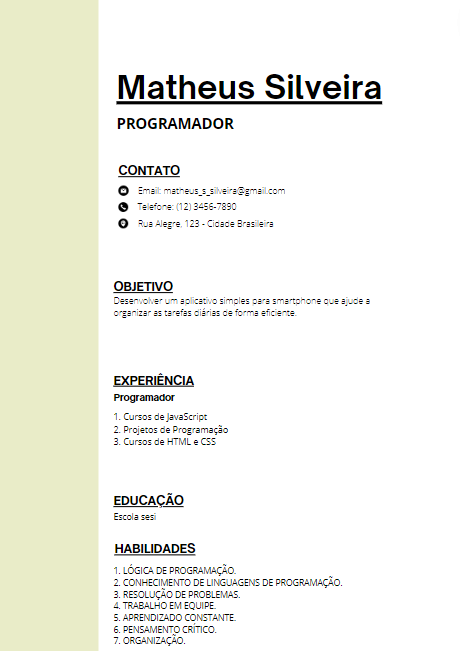 Matheus Silveira
PROGRAMADOR
CONTATO
Email: matheus_s_silveira@gmail.com
Telefone: (12) 3456-7890
Rua Alegre, 123 - Cidade Brasileira
OBJETIVO
Desenvolver um aplicativo simples para smartphone que ajude a
organizar as tarefas diárias de forma eficiente.
EXPERIÊNCIA
Programador
1. Cursos de JavaScript
2. Projetos de Programação
3. Cursos de HTML e CSS
EDUCAÇÃO
Escola sesi
HABILIDADES
1. LÓGICA DE PROGRAMAÇÃO.
2. CONHECIMENTO DE LINGUAGENS DE PROGRAMAÇÃO.
3. RESOLUÇÃO DE PROBLEMAS.
4. TRABALHO EM EQUIPE.
5. APRENDIZADO CONSTANTE.
6. PENSAMENTO CRÍTICO.
7. ORGANIZAÇÃO.